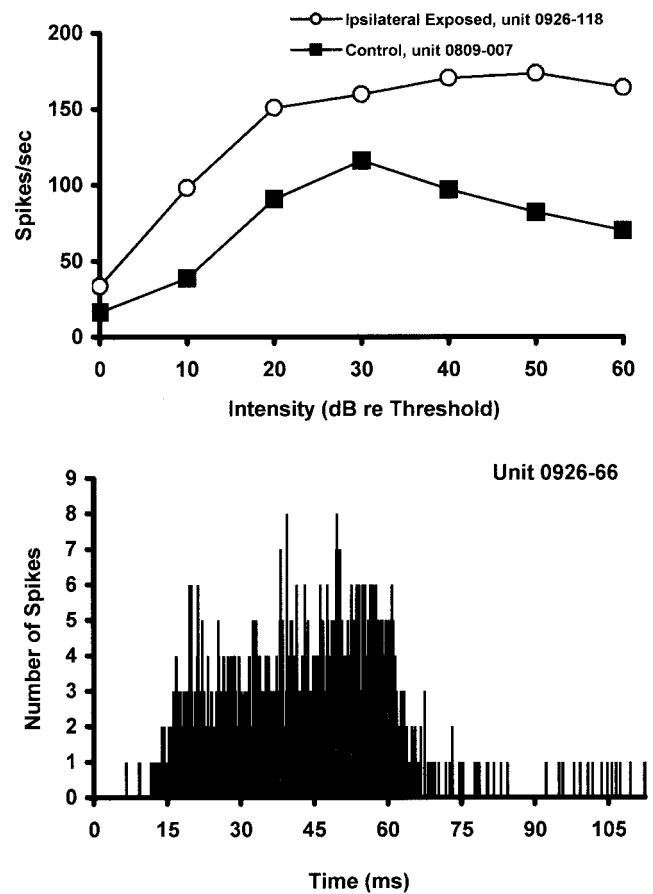 Ipsilateral Exposed, unit 0926-118
Control, unit 0809-007
200
150
100
50
0
Spikes/sec
0 10 20 30 40 50 60
Intensity (dB re Threshold)
Unit 0926-66
9
8
7
6
5
4
3
2
1
0
Number of Spikes
0 15 30 45 60 75 90 105
Time (ms)